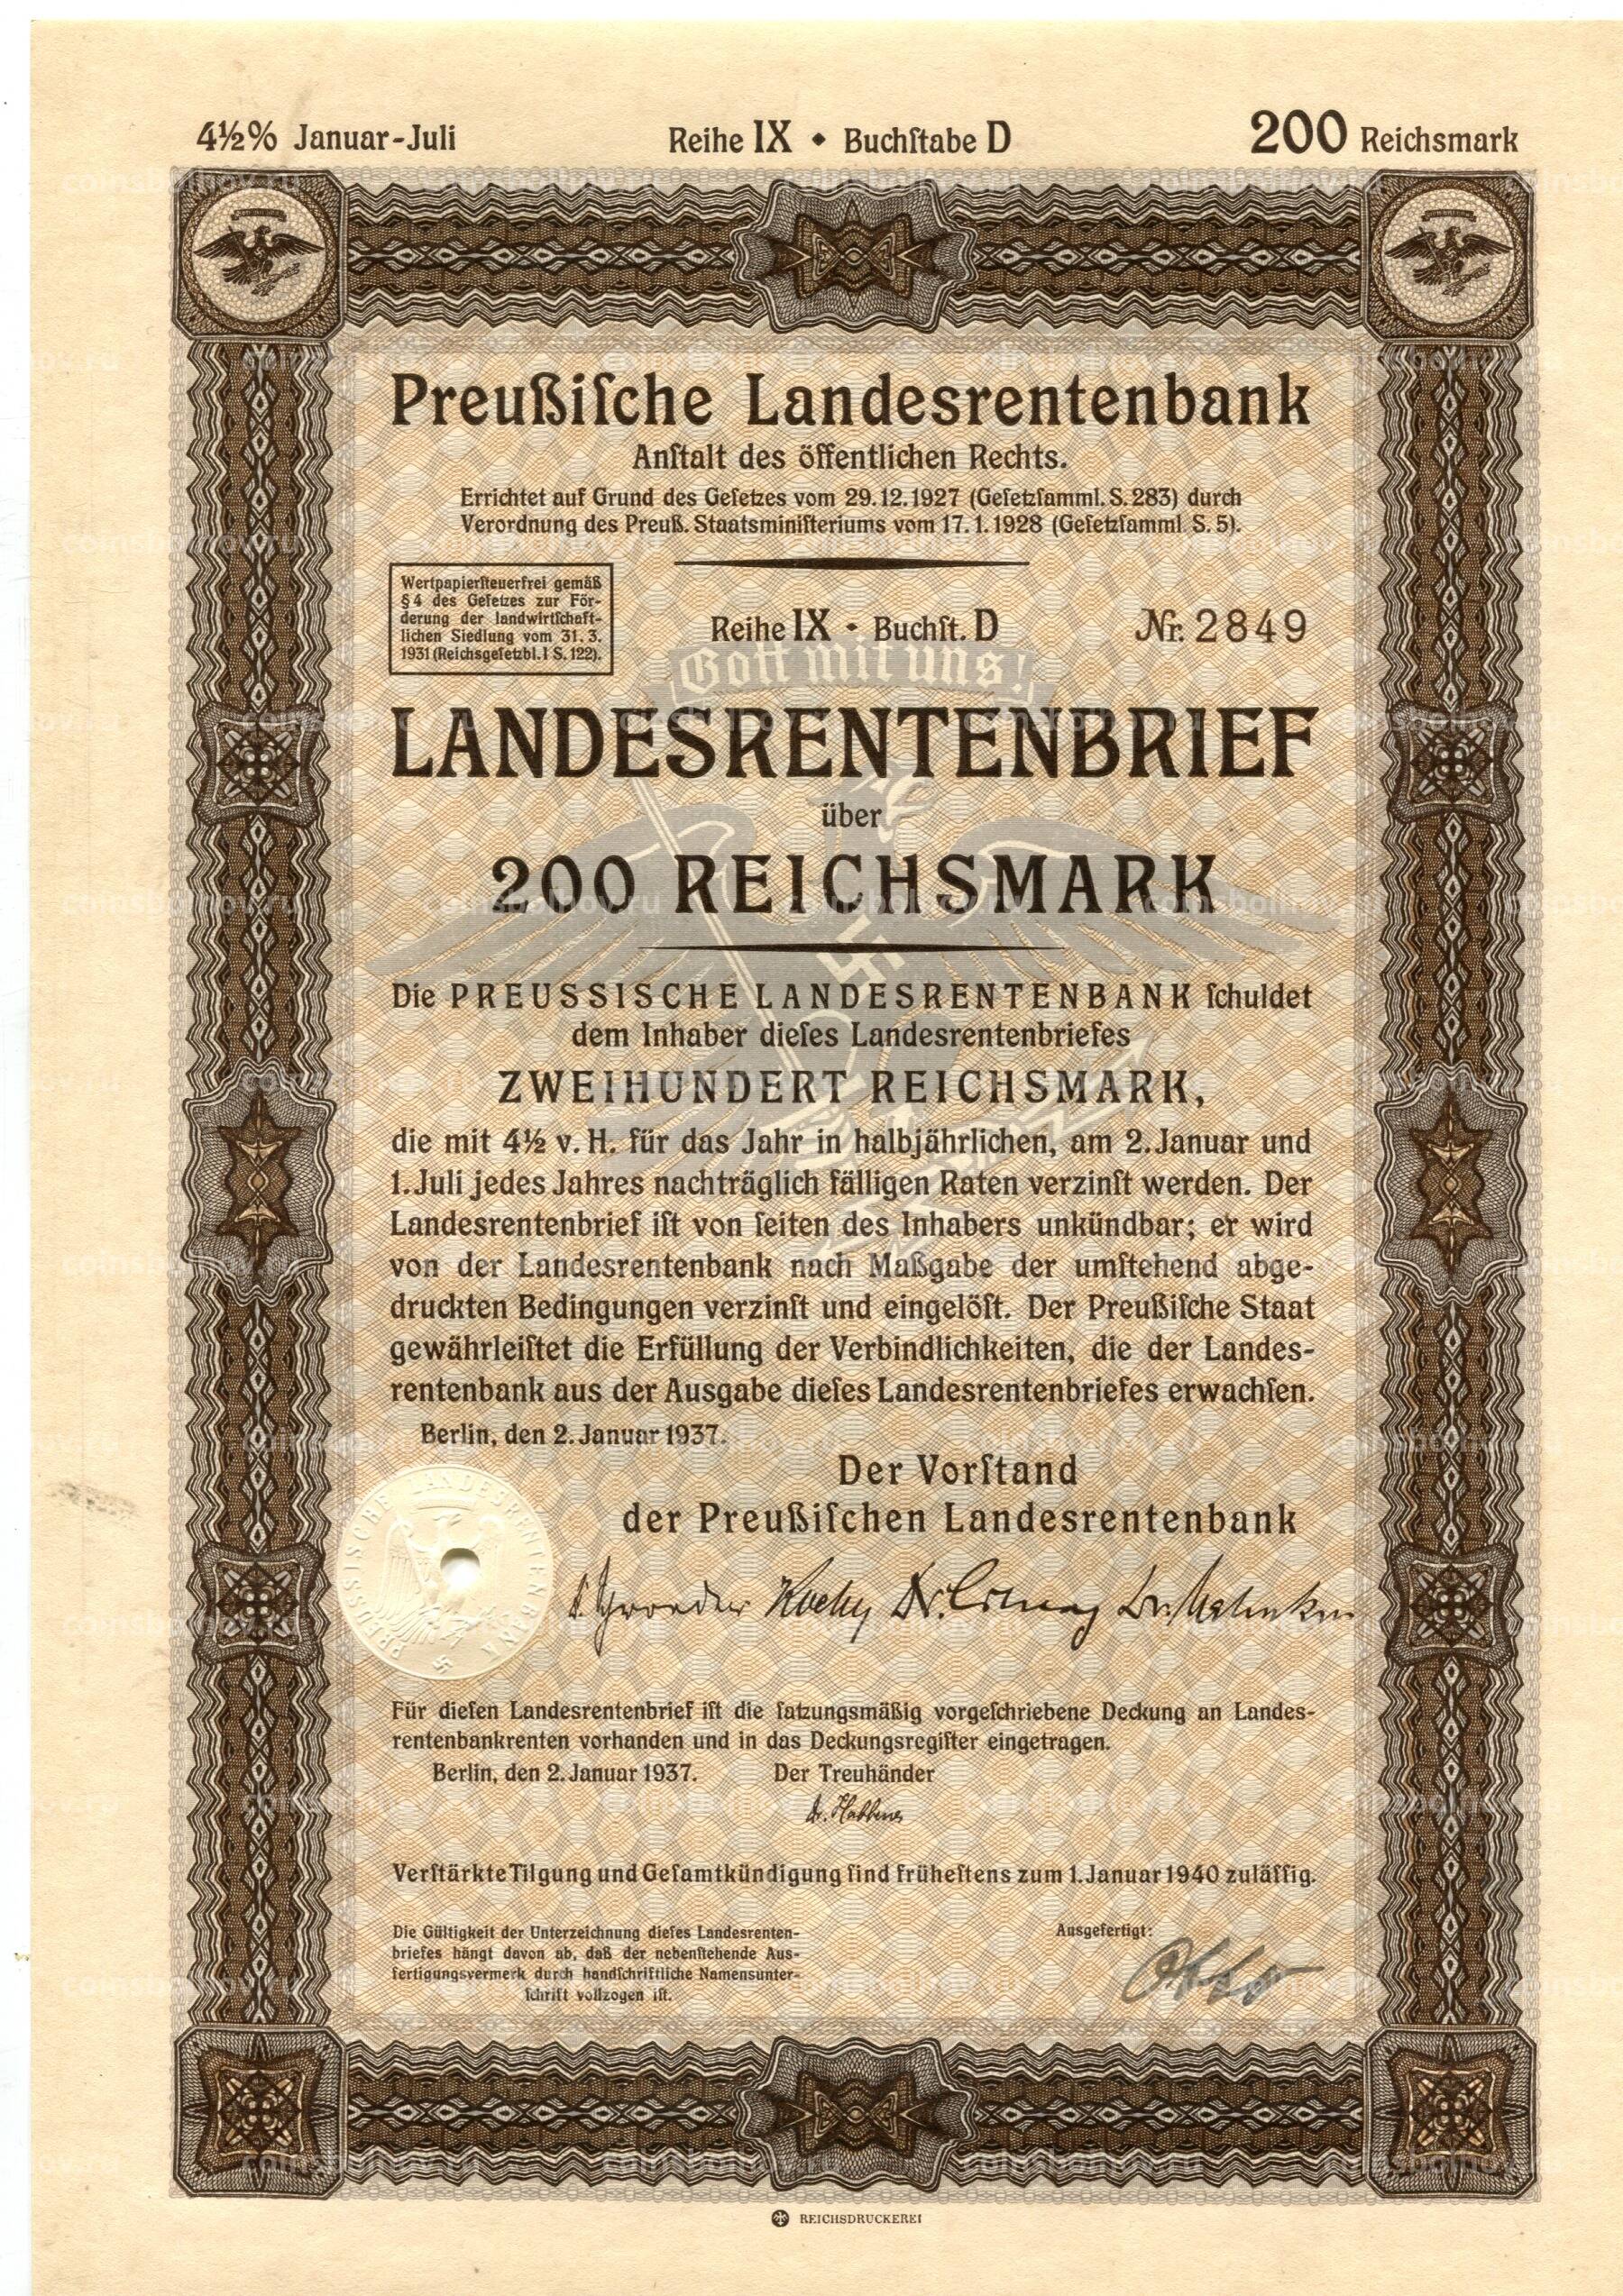 4½% Januar-Juli Reihe IX • Buchſtabe D 200 Reichsmark
Preußiſche Landesrentenbank
Anſtalt des öffentlichen Rechts.
Errichtet auf Grund des Geſetzes vom 29.12.1927 (Geſetzſamml. S. 283) durch
Verordnung des Preuß. Staatsminiſteriums vom 17.1.1928 (Geſetzſamml. S. 5).
Wertpapierſteuerfrei gemäß
§ 4 des Geſetzes zur För-
derung der landwirtſchaft-
lichen Siedlung vom 31. 3.
1931 (Reichsgeſetzbl. I S. 122).
Reihe IX • Buchſt. D Nr. 2849
Gott mit uns!
LANDESRENTENBRIEF
über
200 REICHSMARK
Die PREUSSISCHE LANDESRENTENBANK ſchuldet
dem Inhaber dieſes Landesrentenbriefes
ZWEIHUNDERT REICHSMARK,
die mit 4½ v. H. für das Jahr in halbjährlichen, am 2. Januar und
1. Juli jedes Jahres nachträglich fälligen Raten verzinſt werden. Der
Landesrentenbrief iſt von ſeiten des Inhabers unkündbar; er wird
von der Landesrentenbank nach Maßgabe der umſtehend abge-
druckten Bedingungen verzinſt und eingelöſt. Der Preußiſche Staat
gewährleiſtet die Erfüllung der Verbindlichkeiten, die der Landes-
rentenbank aus der Ausgabe dieſes Landesrentenbriefes erwachſen.
Berlin, den 2. Januar 1937.
Der Vorſtand
der Preußiſchen Landesrentenbank
PREUSSISCHE LANDESRENTENBANK
Für dieſen Landesrentenbrief iſt die ſatzungsmäßig vorgeſchriebene Deckung an Landes-
rentenbankrenten vorhanden und in das Deckungsregiſter eingetragen.
Berlin, den 2. Januar 1937. Der Treuhänder
Verſtärkte Tilgung und Geſamtkündigung ſind früheſtens zum 1. Januar 1940 zuläſſig.
Die Gültigkeit der Unterzeichnung dieſes Landesrenten-
briefes hängt davon ab, daß der nebenſtehende Aus-
fertigungsvermerk durch handſchriftliche Namensunter-
ſchrift vollzogen iſt.
Ausgefertigt:
REICHSDRUCKEREI
coinsbolhov.ru